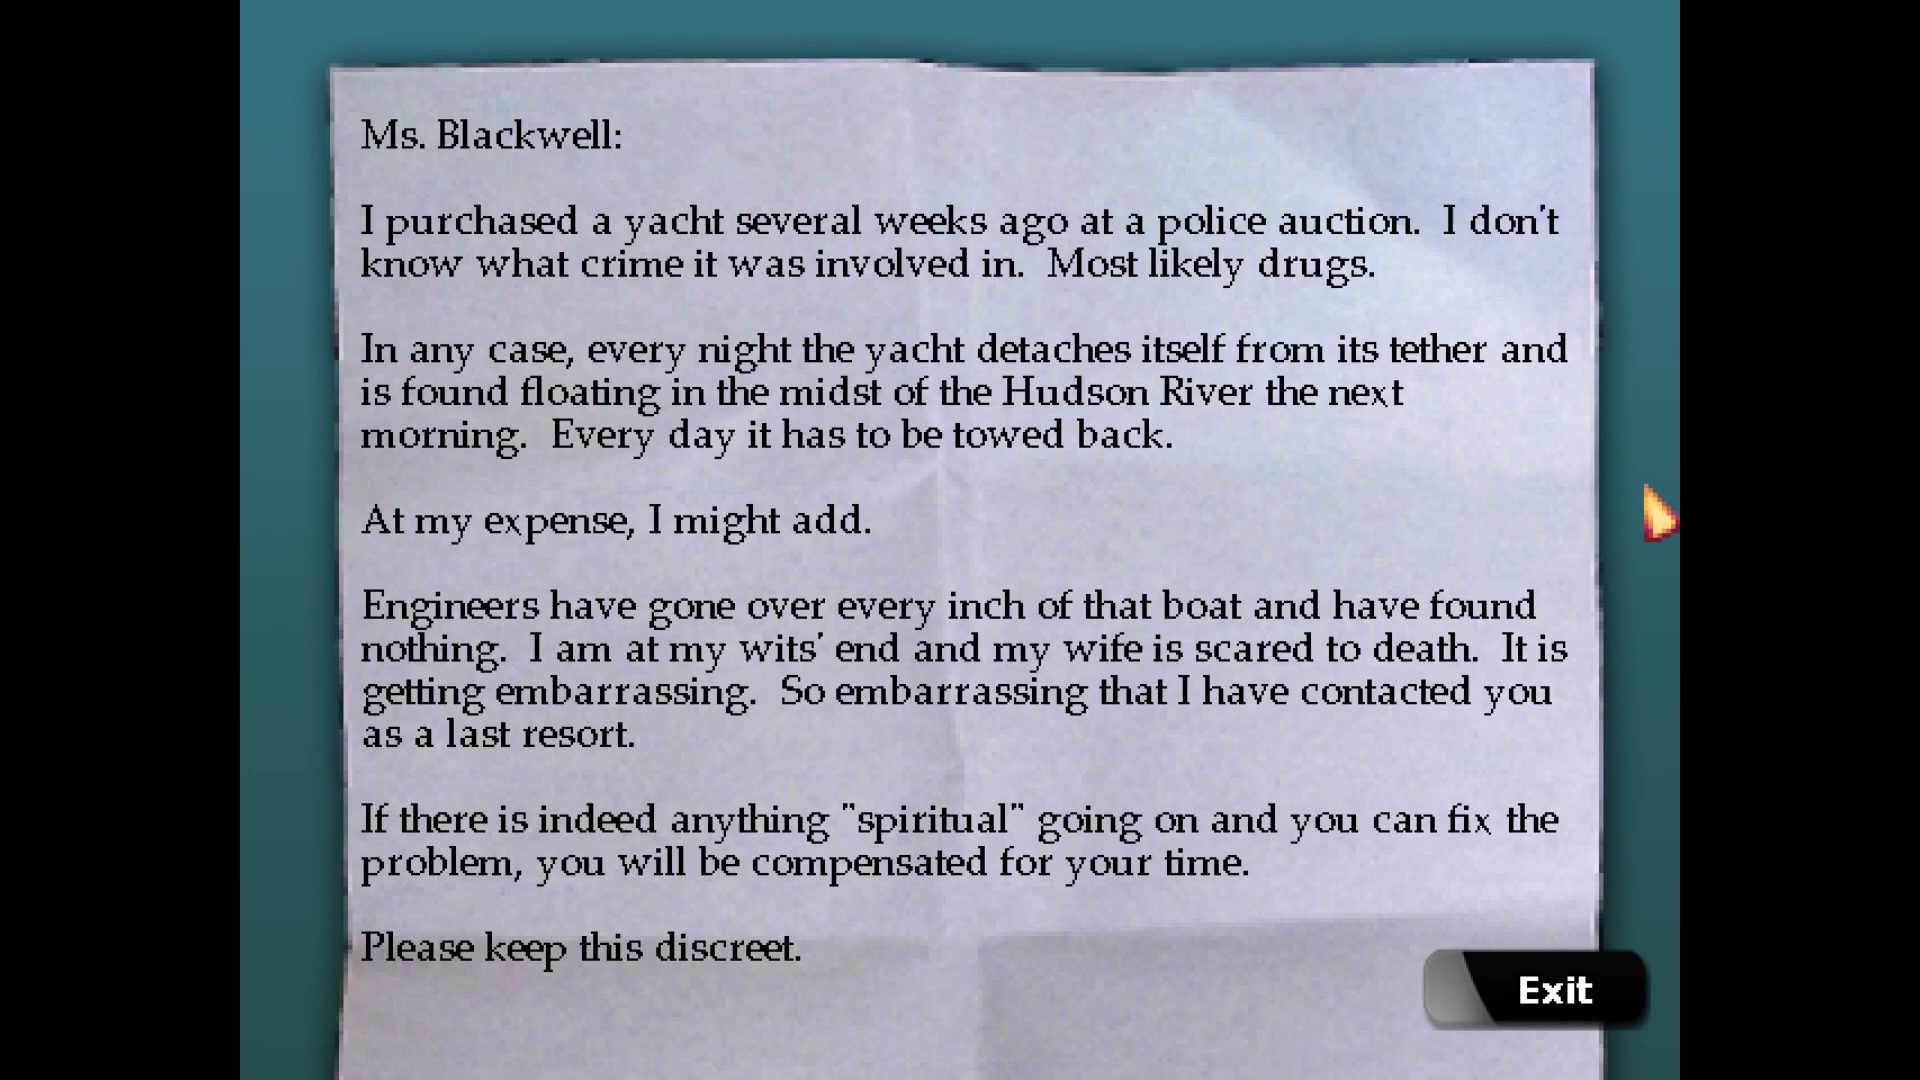 Ms. Blackwell:
I purchased a yacht several weeks ago at a police auction.  I don't
know what crime it was involved in.  Most likely drugs.
In any case, every night the yacht detaches itself from its tether and
is found floating in the midst of the Hudson River the next
morning.  Every day it has to be towed back.
At my expense, I might add.
Engineers have gone over every inch of that boat and have found
nothing.  I am at my wits' end and my wife is scared to death.  It is
getting embarrassing.  So embarrassing that I have contacted you
as a last resort.
If there is indeed anything "spiritual" going on and you can fix the
problem, you will be compensated for your time.
Please keep this discreet.
Exit